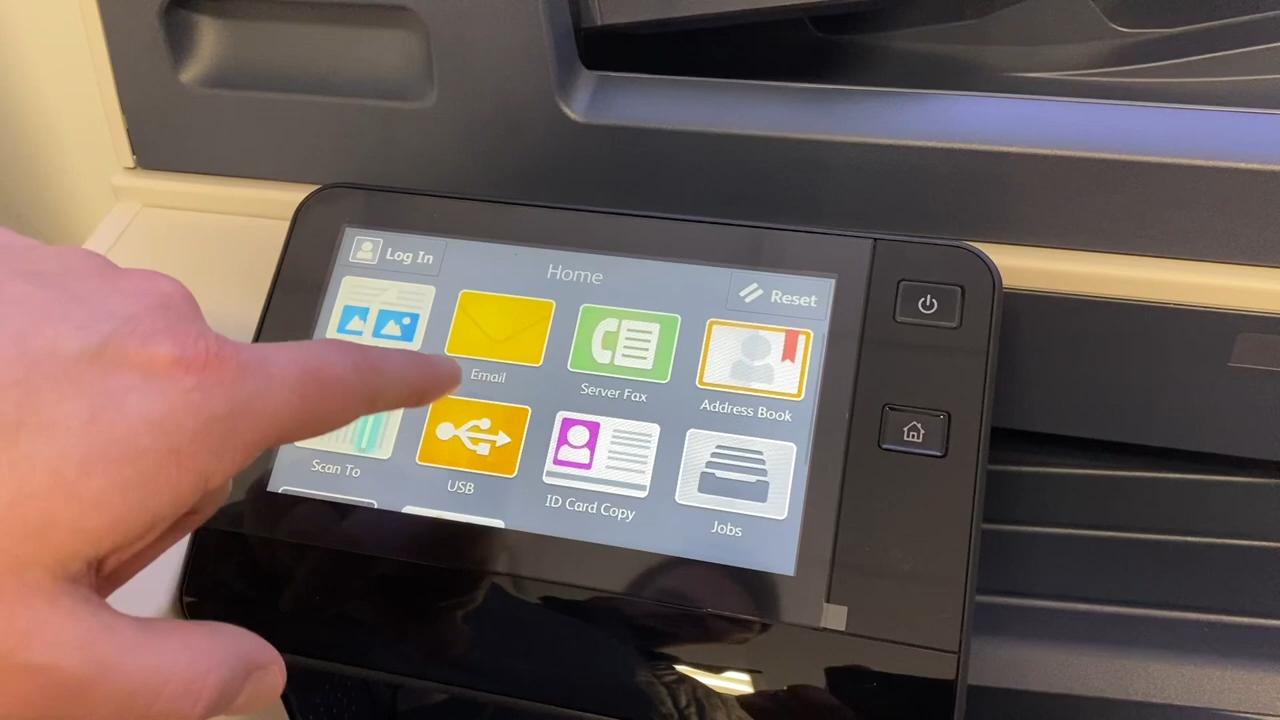 Log In
Home
Reset
Email
Server Fax
Address Book
Scan To
USB
ID Card Copy
Jobs